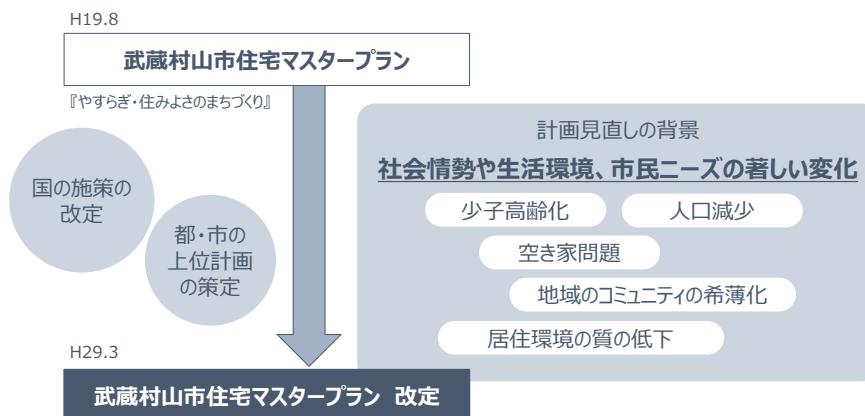 H19.8
武蔵村山市住宅マスタープラン
『やすらぎ・住みよさのまちづくり』
国の施策の
改定
都・市の
上位計画
の策定
計画見直しの背景
社会情勢や生活環境、市民ニーズの著しい変化
少子高齢化
人口減少
空き家問題
地域のコミュニティの希薄化
居住環境の質の低下
H29.3
武蔵村山市住宅マスタープラン 改定